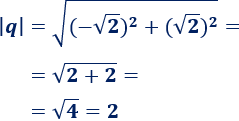 |q| = √((-√2)² + (√2)²) =
= √(2 + 2) =
= √4 = 2